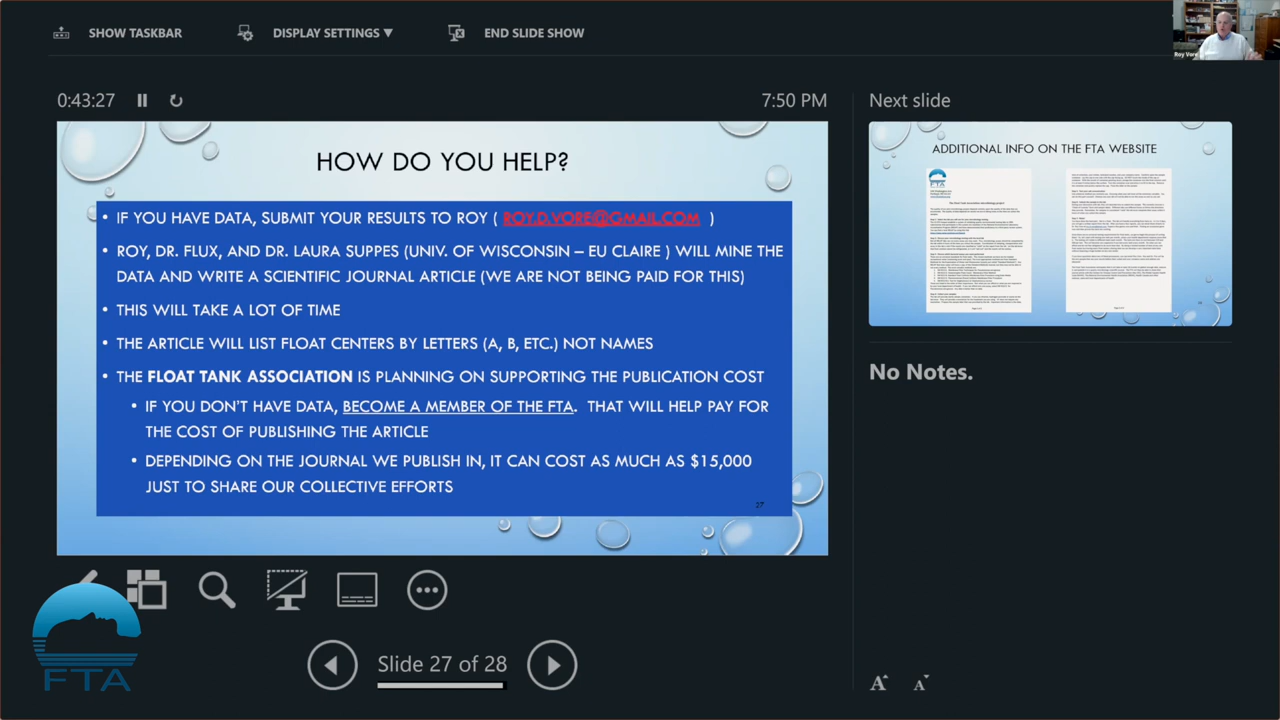 SHOW TASKBAR
DISPLAY SETTINGS ▼
END SLIDE SHOW
Roy Vore
0:43:27
7:50 PM
Next slide
HOW DO YOU HELP?
• IF YOU HAVE DATA, SUBMIT YOUR RESULTS TO ROY ( ROY.D.VORE@GMAIL.COM )
• ROY, DR. FLUX, AND DR. LAURA SUPPES (UNIV. OF WISCONSIN – EU CLAIRE ) WILL MINE THE
DATA AND WRITE A SCIENTIFIC JOURNAL ARTICLE (WE ARE NOT BEING PAID FOR THIS)
• THIS WILL TAKE A LOT OF TIME
• THE ARTICLE WILL LIST FLOAT CENTERS BY LETTERS (A, B, ETC.) NOT NAMES
• THE FLOAT TANK ASSOCIATION IS PLANNING ON SUPPORTING THE PUBLICATION COST
• IF YOU DON'T HAVE DATA, BECOME A MEMBER OF THE FTA. THAT WILL HELP PAY FOR
THE COST OF PUBLISHING THE ARTICLE
• DEPENDING ON THE JOURNAL WE PUBLISH IN, IT CAN COST AS MUCH AS $15,000
JUST TO SHARE OUR COLLECTIVE EFFORTS
27
ADDITIONAL INFO ON THE FTA WEBSITE
FTA
No Notes.
Slide 27 of 28
FTA
A
A